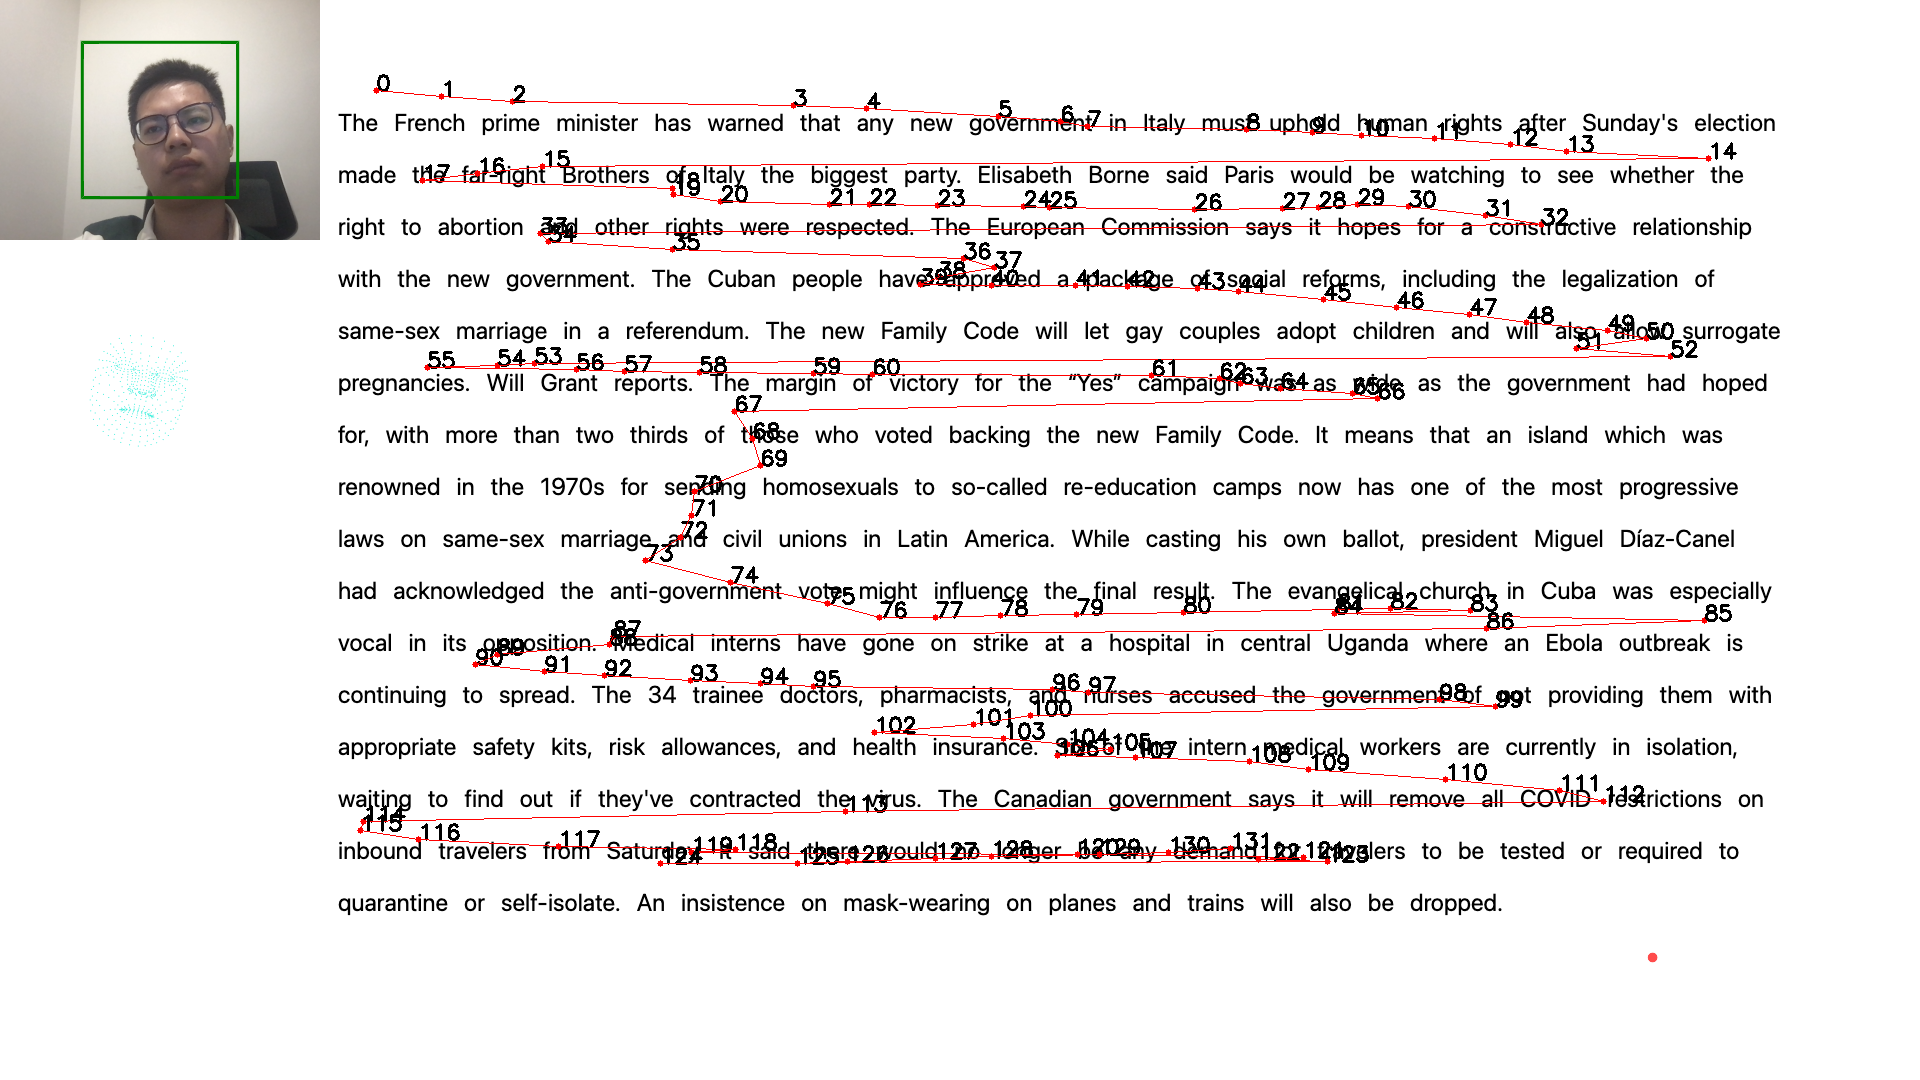 The French prime minister has warned that any new government in Italy must uphold human rights after Sunday's election
made the far-right Brothers of Italy the biggest party. Elisabeth Borne said Paris would be watching to see whether the
right to abortion and other rights were respected. The European Commission says it hopes for a constructive relationship
with the new government. The Cuban people have approved a package of social reforms, including the legalization of
same-sex marriage in a referendum. The new Family Code will let gay couples adopt children and will also allow surrogate
pregnancies. Will Grant reports. The margin of victory for the “Yes” campaign was as wide as the government had hoped
for, with more than two thirds of those who voted backing the new Family Code. It means that an island which was
renowned in the 1970s for sending homosexuals to so-called re-education camps now has one of the most progressive
laws on same-sex marriage and civil unions in Latin America. While casting his own ballot, president Miguel Díaz-Canel
had acknowledged the anti-government vote might influence the final result. The evangelical church in Cuba was especially
vocal in its opposition. Medical interns have gone on strike at a hospital in central Uganda where an Ebola outbreak is
continuing to spread. The 34 trainee doctors, pharmacists, and nurses accused the government of not providing them with
appropriate safety kits, risk allowances, and health insurance. intern medical workers are currently in isolation,
waiting to find out if they've contracted the virus. The Canadian government says it will remove all COVID restrictions on
inbound travelers from Saturday. It said there would no longer be any demand for travelers to be tested or required to
quarantine or self-isolate. An insistence on mask-wearing on planes and trains will also be dropped.